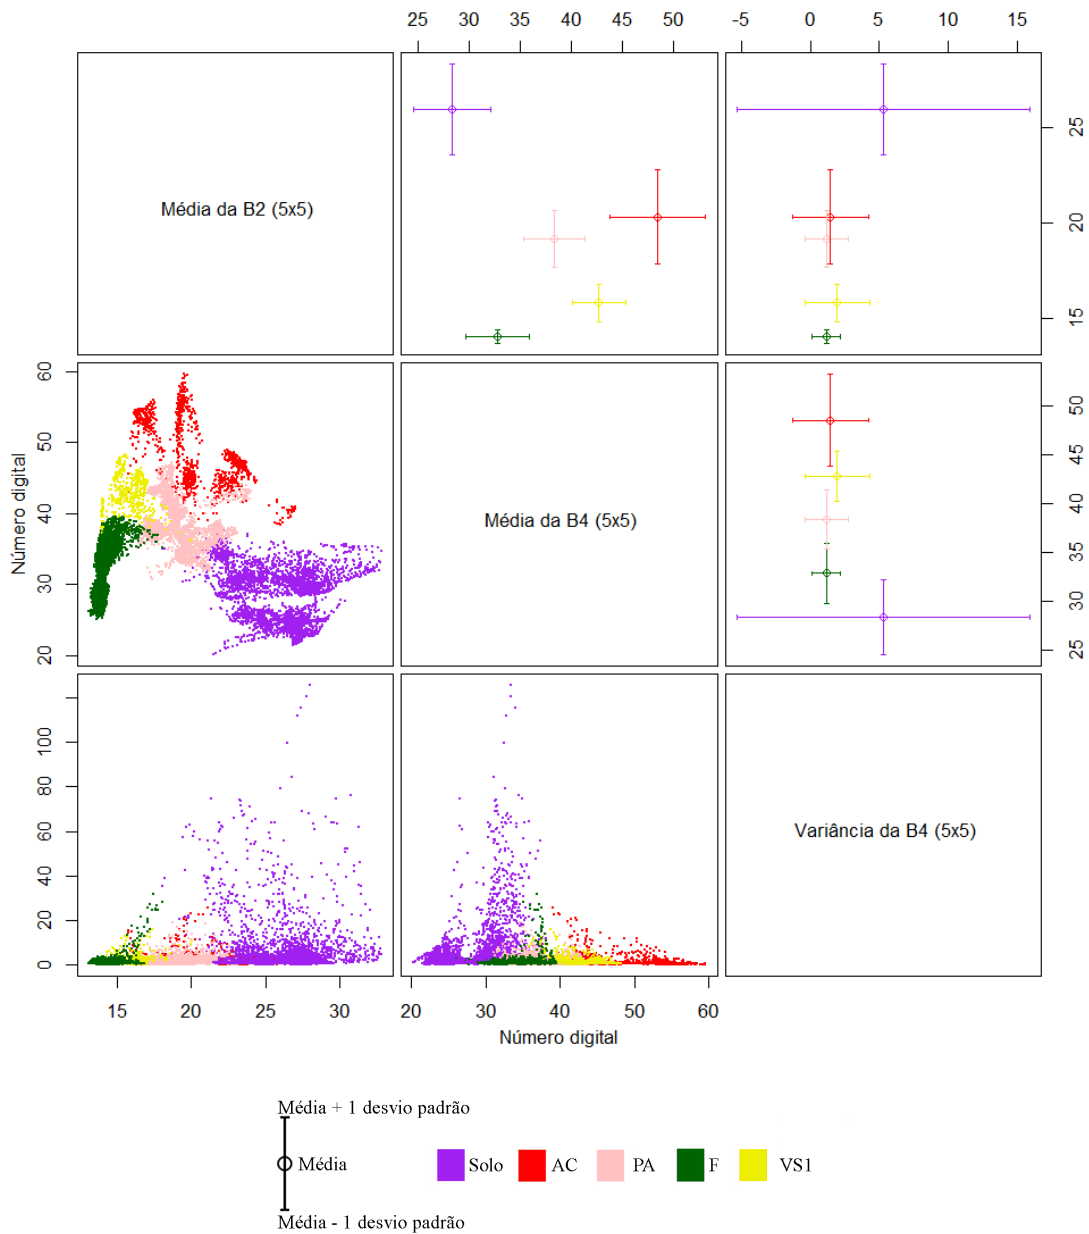 25 30 35 40 45 50
-5 0 5 10 15
Média da B2 (5x5)
25
20
15
Número digital
60
50
40
30
20
Média da B4 (5x5)
50
45
40
35
30
25
100
80
60
40
20
0
Variância da B4 (5x5)
15 20 25 30
20 30 40 50 60
Número digital
Média + 1 desvio padrão
Média
Média - 1 desvio padrão
Solo AC PA F VS1